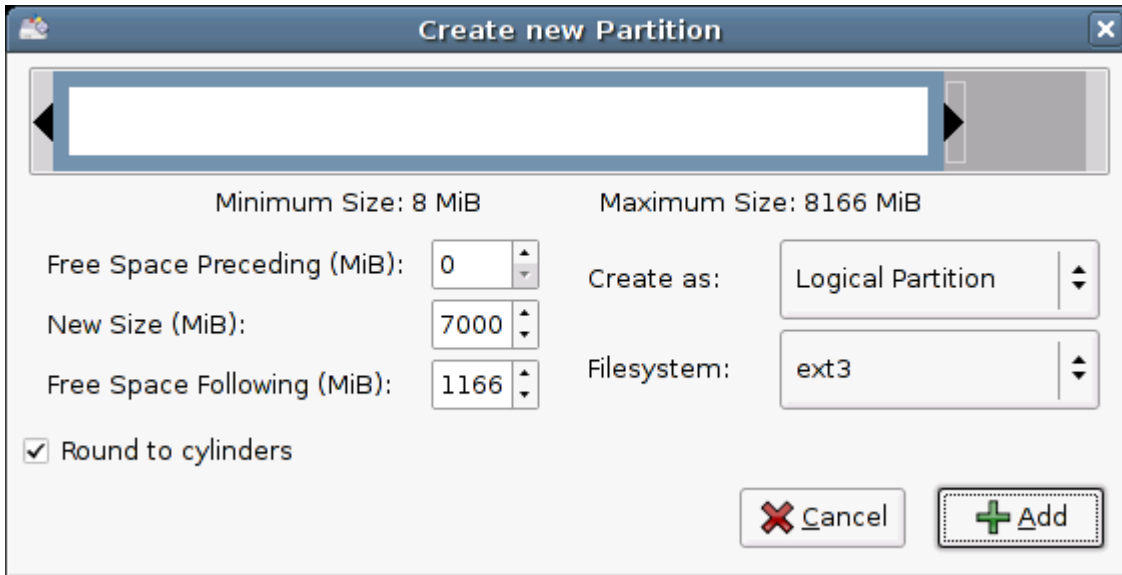 Create new Partition
Minimum Size: 8 MiB
Maximum Size: 8166 MiB
Free Space Preceding (MiB): 0
Create as: Logical Partition
New Size (MiB): 7000
Filesystem: ext3
Free Space Following (MiB): 1166
Round to cylinders
Cancel
Add